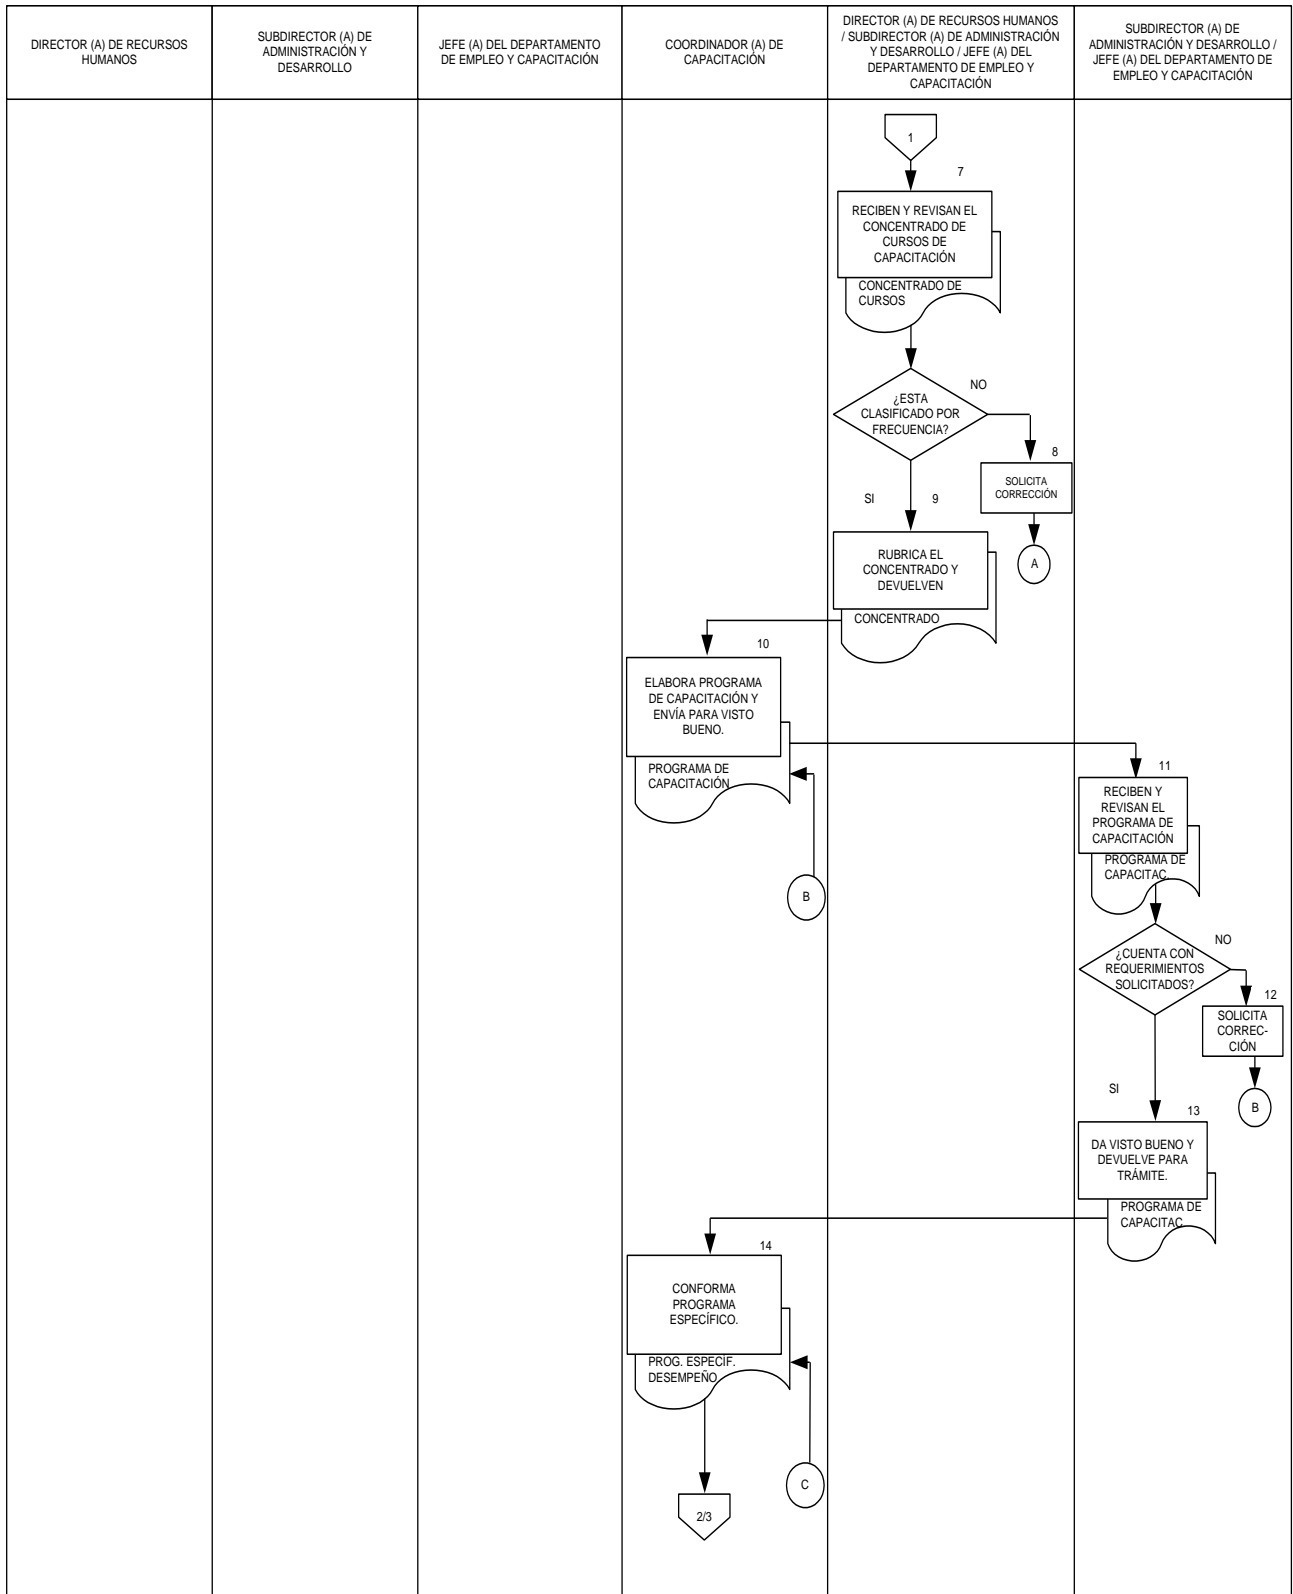 DIRECTOR (A) DE RECURSOS
HUMANOS
SUBDIRECTOR (A) DE
ADMINISTRACIÓN Y
DESARROLLO
JEFE (A) DEL DEPARTAMENTO
DE EMPLEO Y CAPACITACIÓN
COORDINADOR (A) DE
CAPACITACIÓN
DIRECTOR (A) DE RECURSOS HUMANOS
/ SUBDIRECTOR (A) DE ADMINISTRACIÓN
Y DESARROLLO / JEFE (A) DEL
DEPARTAMENTO DE EMPLEO Y
CAPACITACIÓN
SUBDIRECTOR (A) DE
ADMINISTRACIÓN Y DESARROLLO /
JEFE (A) DEL DEPARTAMENTO DE
EMPLEO Y CAPACITACIÓN
1
7
RECIBEN Y REVISAN EL
CONCENTRADO DE
CURSOS DE
CAPACITACIÓN
CONCENTRADO DE
CURSOS
¿ESTA
CLASIFICADO POR
FRECUENCIA?
NO
8
SOLICITA
CORRECCIÓN
A
SI
9
RUBRICA EL
CONCENTRADO Y
DEVUELVEN
CONCENTRADO
10
ELABORA PROGRAMA
DE CAPACITACIÓN Y
ENVÍA PARA VISTO
BUENO.
PROGRAMA DE
CAPACITACIÓN
B
11
RECIBEN Y
REVISAN EL
PROGRAMA DE
CAPACITACIÓN
PROGRAMA DE
CAPACITAC.
¿CUENTA CON
REQUERIMIENTOS
SOLICITADOS?
NO
12
SOLICITA
CORREC-
CIÓN
B
SI
13
DA VISTO BUENO Y
DEVUELVE PARA
TRÁMITE.
PROGRAMA DE
CAPACITAC.
14
CONFORMA
PROGRAMA
ESPECÍFICO.
PROG. ESPECÍF.
DESEMPEÑO
C
2/3